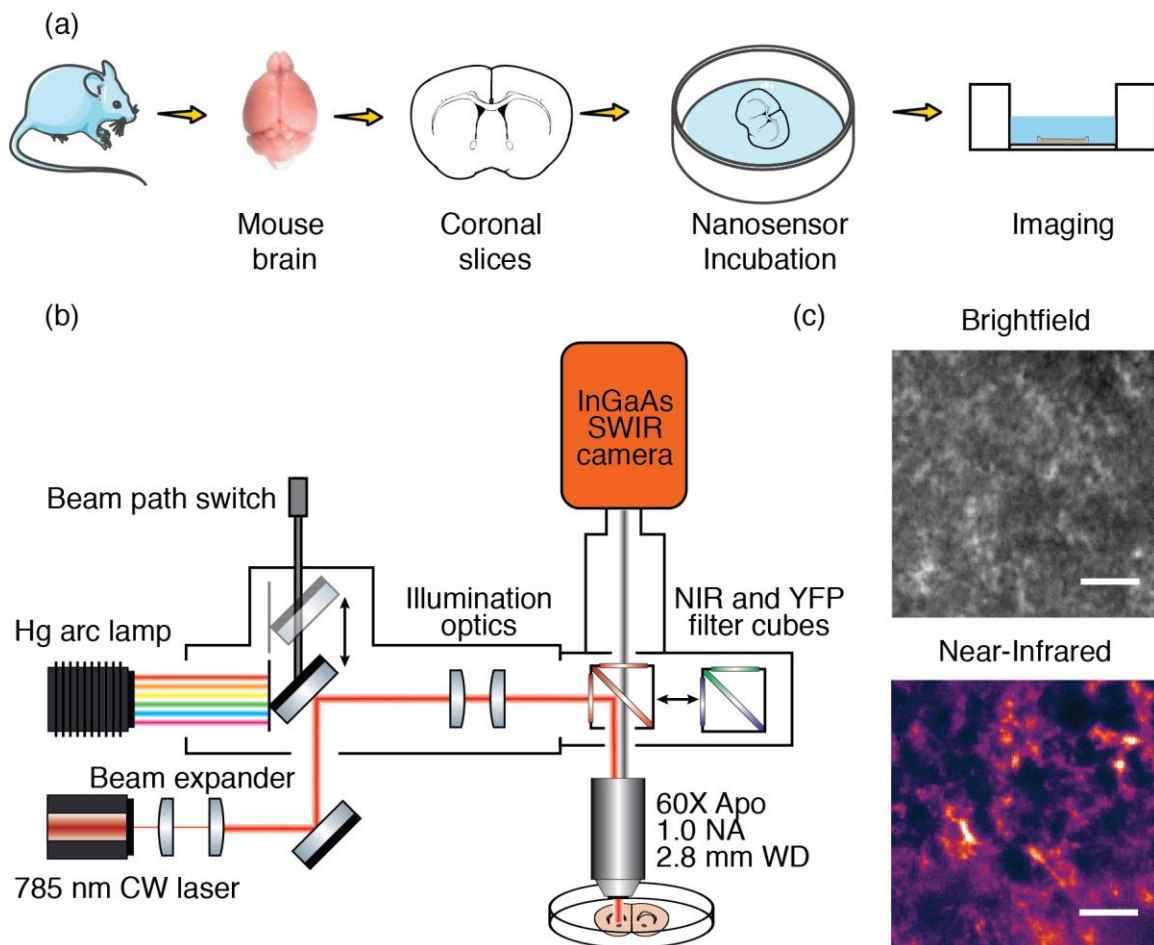 (a)
Mouse
brain
Coronal
slices
Nanosensor
Incubation
Imaging
(b)
InGaAs
SWIR
camera
Beam path switch
Hg arc lamp
Illumination
optics
NIR and YFP
filter cubes
Beam expander
785 nm CW laser
60X Apo
1.0 NA
2.8 mm WD
(c)
Brightfield
Near-Infrared